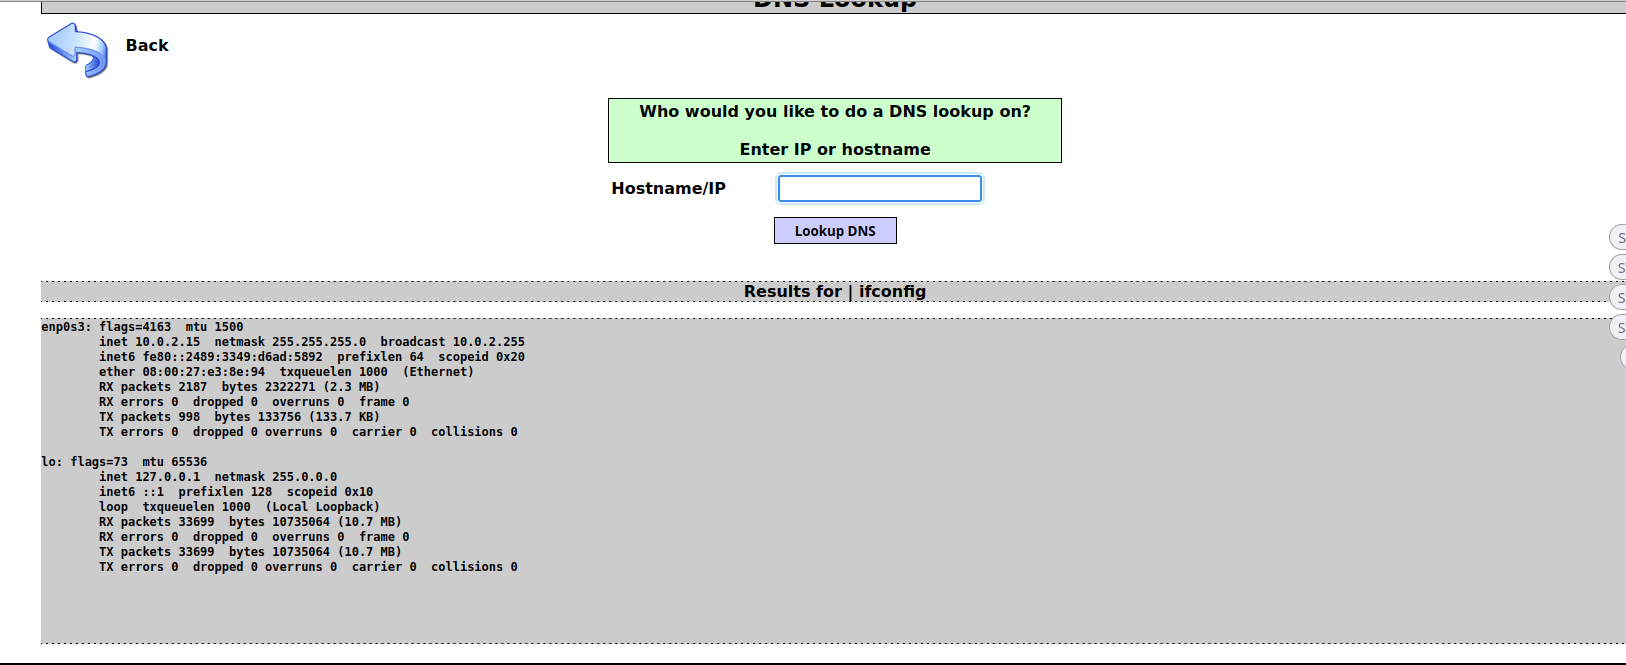 DNS Lookup
Back
Who would you like to do a DNS lookup on?
Enter IP or hostname
Hostname/IP
Lookup DNS
Results for | ifconfig
enp0s3: flags=4163  mtu 1500
        inet 10.0.2.15  netmask 255.255.255.0  broadcast 10.0.2.255
        inet6 fe80::2489:3349:d6ad:5892  prefixlen 64  scopeid 0x20
        ether 08:00:27:e3:8e:94  txqueuelen 1000  (Ethernet)
        RX packets 2187  bytes 2322271 (2.3 MB)
        RX errors 0  dropped 0  overruns 0  frame 0
        TX packets 998  bytes 133756 (133.7 KB)
        TX errors 0  dropped 0 overruns 0  carrier 0  collisions 0
lo: flags=73  mtu 65536
        inet 127.0.0.1  netmask 255.0.0.0
        inet6 ::1  prefixlen 128  scopeid 0x10
        loop  txqueuelen 1000  (Local Loopback)
        RX packets 33699  bytes 10735064 (10.7 MB)
        RX errors 0  dropped 0  overruns 0  frame 0
        TX packets 33699  bytes 10735064 (10.7 MB)
        TX errors 0  dropped 0 overruns 0  carrier 0  collisions 0